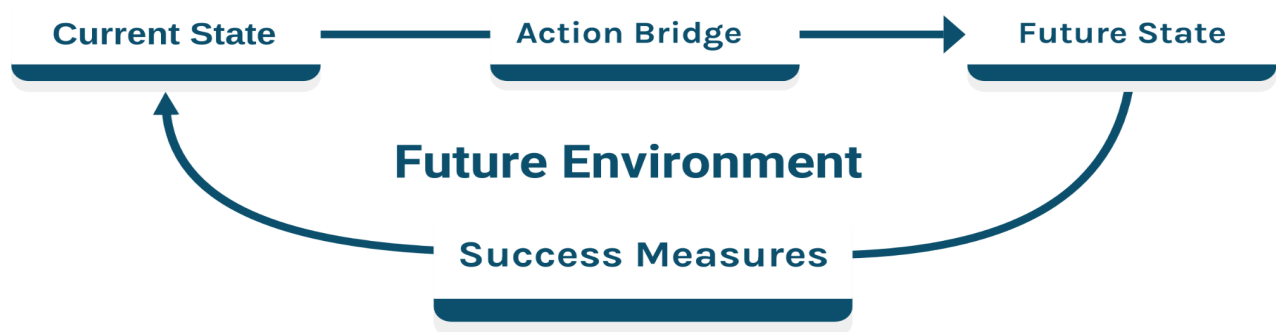 Current State
Action Bridge
Future State
Future Environment
Success Measures